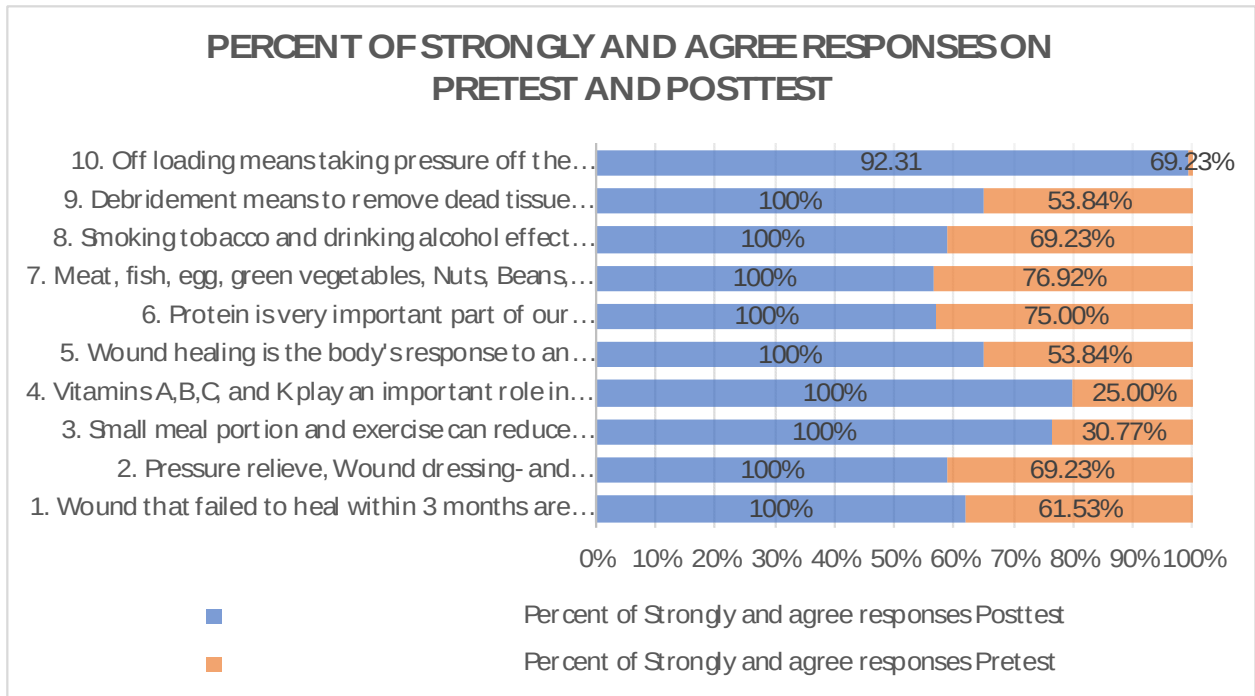 PERCENT OF STRONGLY AND AGREE RESPONSES ON
PRETEST AND POSTTEST
10. Off loading means taking pressure off the… 92.31 69.23%
9. Debridement means to remove dead tissue… 100% 53.84%
8. Smoking tobacco and drinking alcohol effect… 100% 69.23%
7. Meat, fish, egg, green vegetables, Nuts, Beans,… 100% 76.92%
6. Protein is very important part of our… 100% 75.00%
5. Wound healing is the body's response to an… 100% 53.84%
4. Vitamins A,B,C, and K play an important role in… 100% 25.00%
3. Small meal portion and exercise can reduce… 100% 30.77%
2. Pressure relieve, Wound dressing- and… 100% 69.23%
1. Wound that failed to heal within 3 months are… 100% 61.53%
0% 10% 20% 30% 40% 50% 60% 70% 80% 90% 100%
Percent of Strongly and agree responses Posttest
Percent of Strongly and agree responses Pretest